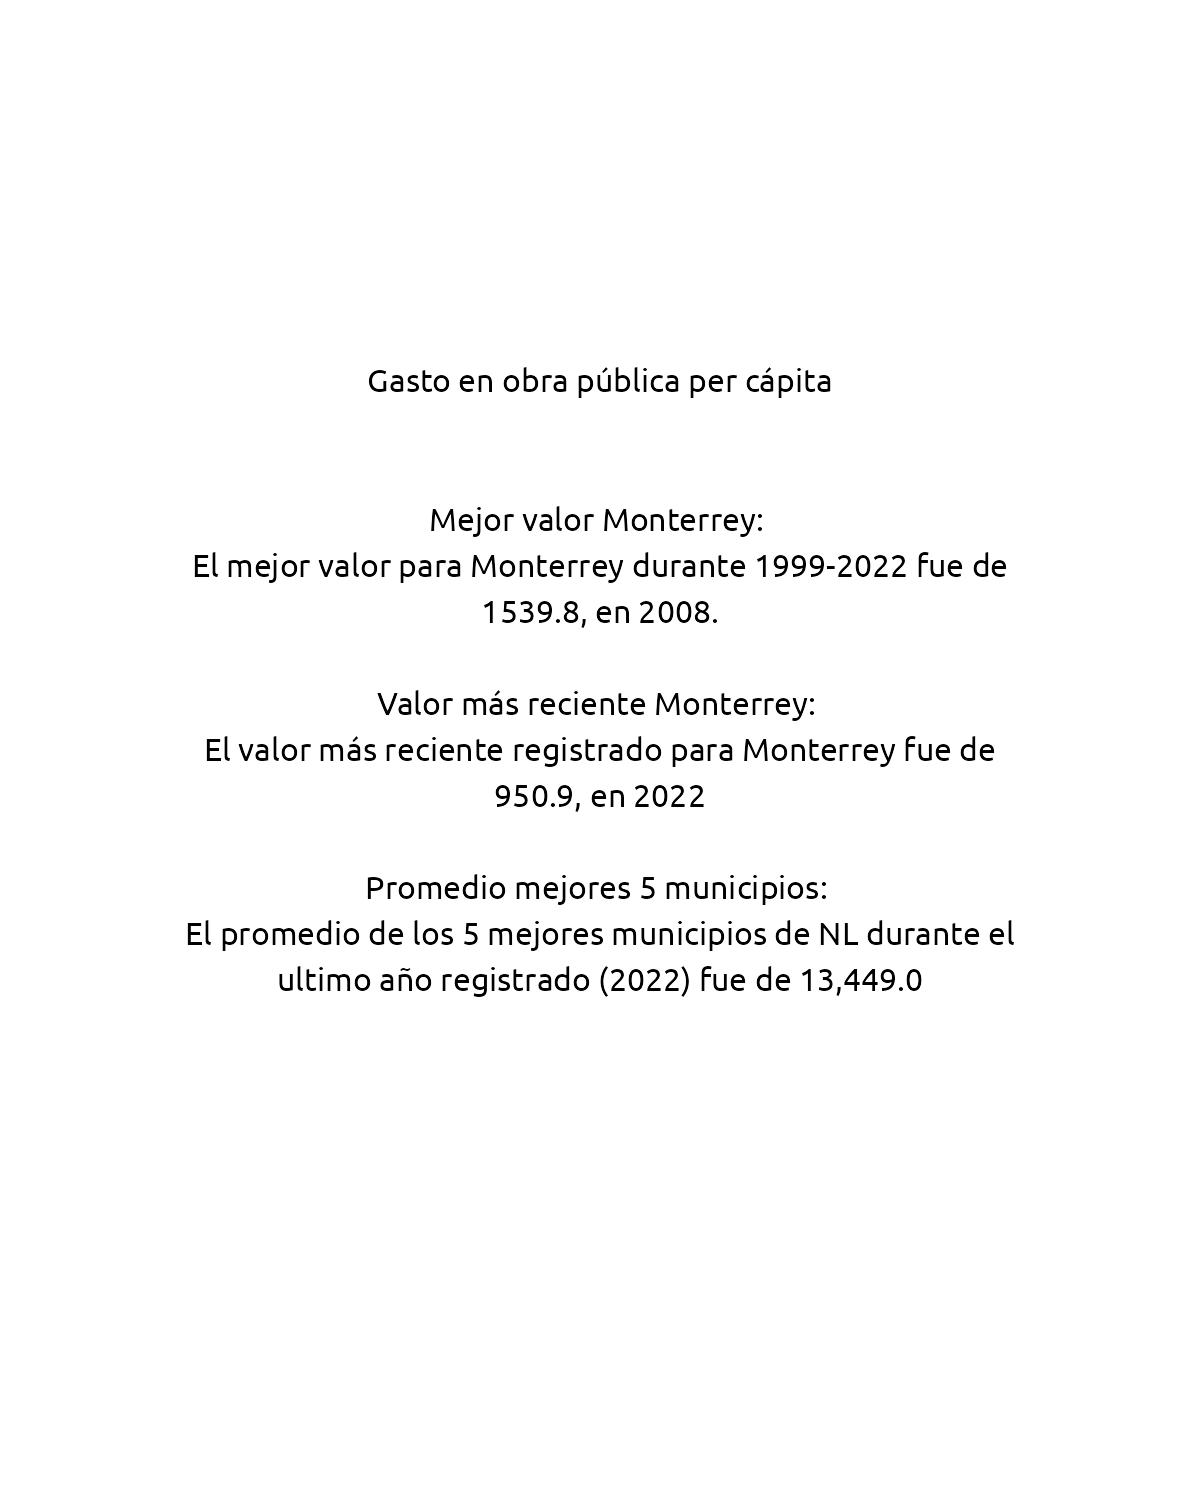 Gasto en obra pública per cápita
Mejor valor Monterrey:
El mejor valor para Monterrey durante 1999-2022 fue de
1539.8, en 2008.
Valor más reciente Monterrey:
El valor más reciente registrado para Monterrey fue de
950.9, en 2022
Promedio mejores 5 municipios:
El promedio de los 5 mejores municipios de NL durante el
ultimo año registrado (2022) fue de 13,449.0